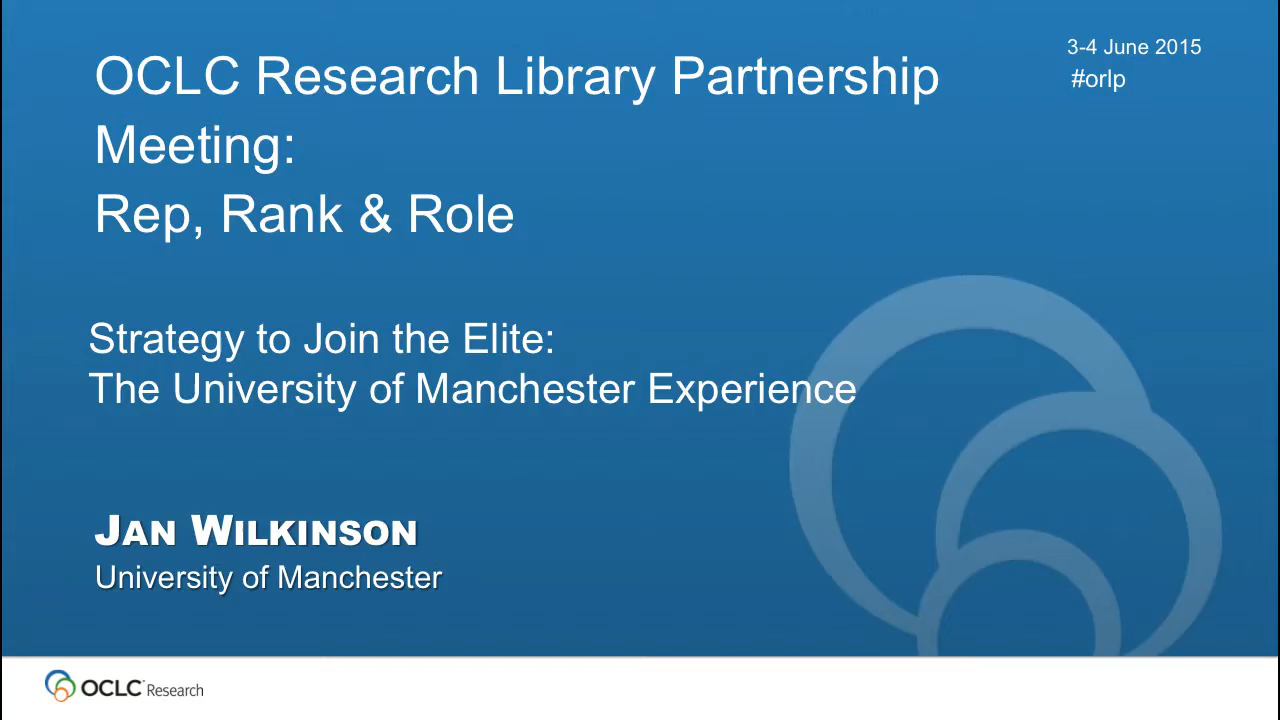 OCLC Research Library Partnership
Meeting:
Rep, Rank & Role
3-4 June 2015
#orlp
Strategy to Join the Elite:
The University of Manchester Experience
JAN WILKINSON
University of Manchester
OCLC Research